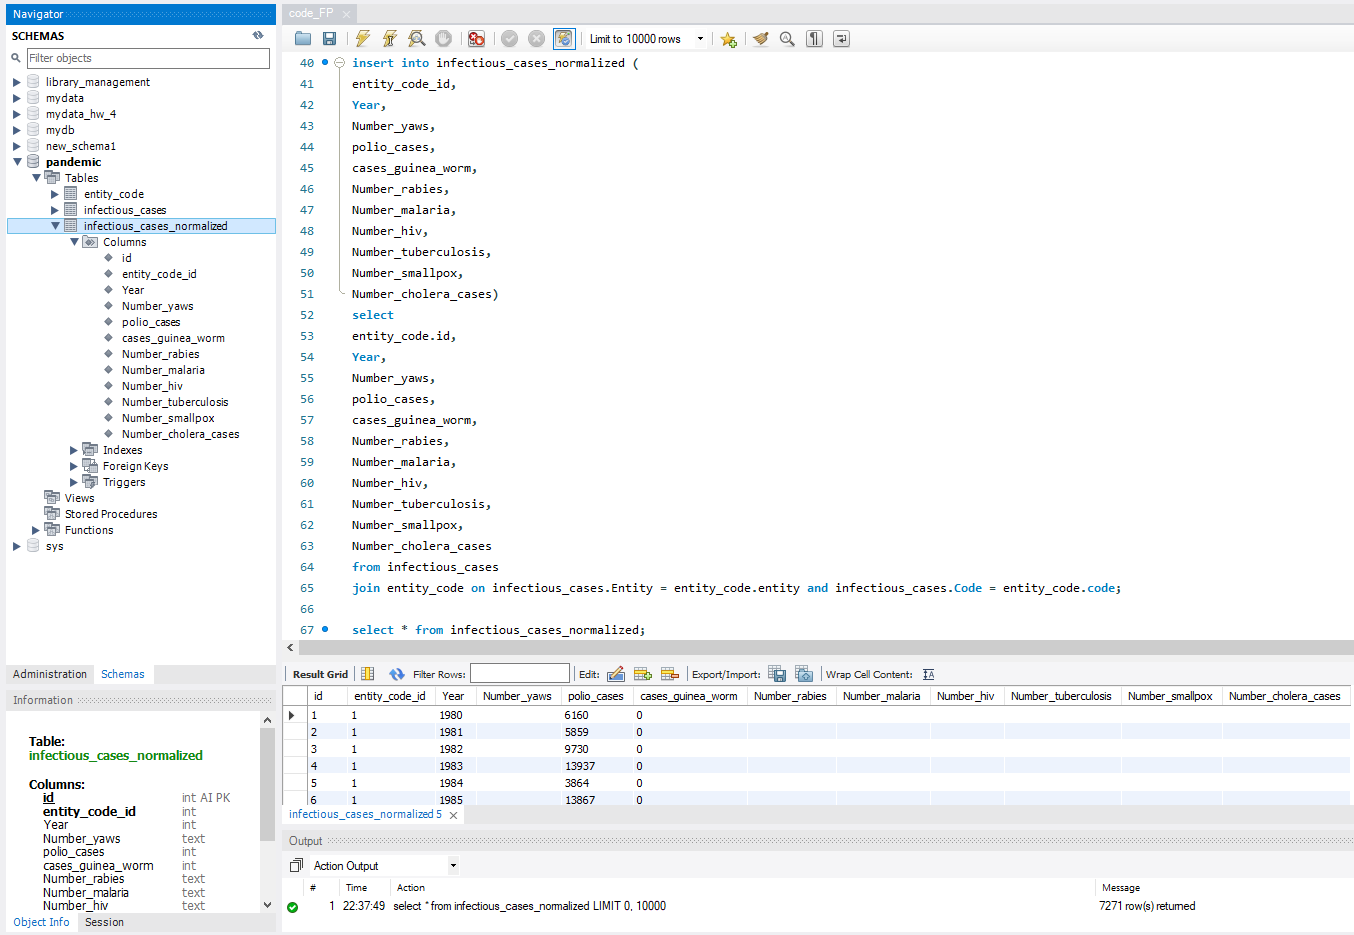 Navigator
SCHEMAS
Filter objects
library_management
mydata
mydata_hw_4
mydb
new_schema1
pandemic
Tables
entity_code
infectious_cases
infectious_cases_normalized
Columns
id
entity_code_id
Year
Number_yaws
polio_cases
cases_guinea_worm
Number_rabies
Number_malaria
Number_hiv
Number_tuberculosis
Number_smallpox
Number_cholera_cases
Indexes
Foreign Keys
Triggers
Views
Stored Procedures
Functions
sys
Administration Schemas
Information
Table:
infectious_cases_normalized
Columns:
id int AI PK
entity_code_id int
Year int
Number_yaws text
polio_cases int
cases_guinea_worm int
Number_rabies text
Number_malaria text
Number_hiv text
Object Info Session
code_FP
Limit to 10000 rows
40 insert into infectious_cases_normalized (
41 entity_code_id,
42 Year,
43 Number_yaws,
44 polio_cases,
45 cases_guinea_worm,
46 Number_rabies,
47 Number_malaria,
48 Number_hiv,
49 Number_tuberculosis,
50 Number_smallpox,
51 Number_cholera_cases)
52 select
53 entity_code.id,
54 Year,
55 Number_yaws,
56 polio_cases,
57 cases_guinea_worm,
58 Number_rabies,
59 Number_malaria,
60 Number_hiv,
61 Number_tuberculosis,
62 Number_smallpox,
63 Number_cholera_cases
64 from infectious_cases
65 join entity_code on infectious_cases.Entity = entity_code.entity and infectious_cases.Code = entity_code.code;
66
67 select * from infectious_cases_normalized;
Result Grid Filter Rows: Edit: Export/Import: Wrap Cell Content:
id entity_code_id Year Number_yaws polio_cases cases_guinea_worm Number_rabies Number_malaria Number_hiv Number_tuberculosis Number_smallpox Number_cholera_cases
1 1 1980 6160 0
2 1 1981 5859 0
3 1 1982 9730 0
4 1 1983 13937 0
5 1 1984 3864 0
6 1 1985 13867 0
infectious_cases_normalized 5
Output
Action Output
# Time Action Message
1 22:37:49 select * from infectious_cases_normalized LIMIT 0, 10000 7271 row(s) returned